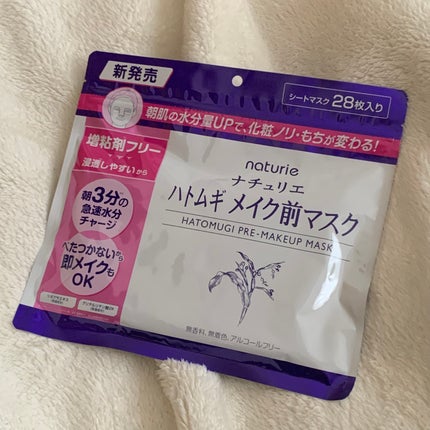 新発売
シートマスク 28枚入り
朝肌の水分量UPで、化粧ノリ・もちが変わる!
増粘剤フリー
浸透しやすいから
朝3分の
急速水分
チャージ
べたつかないから
即メイクも
OK
naturie
ナチュリエ
ハトムギ メイク前マスク
HATOMUGI PRE-MAKEUP MASK
無香料、無着色、アルコールフリー